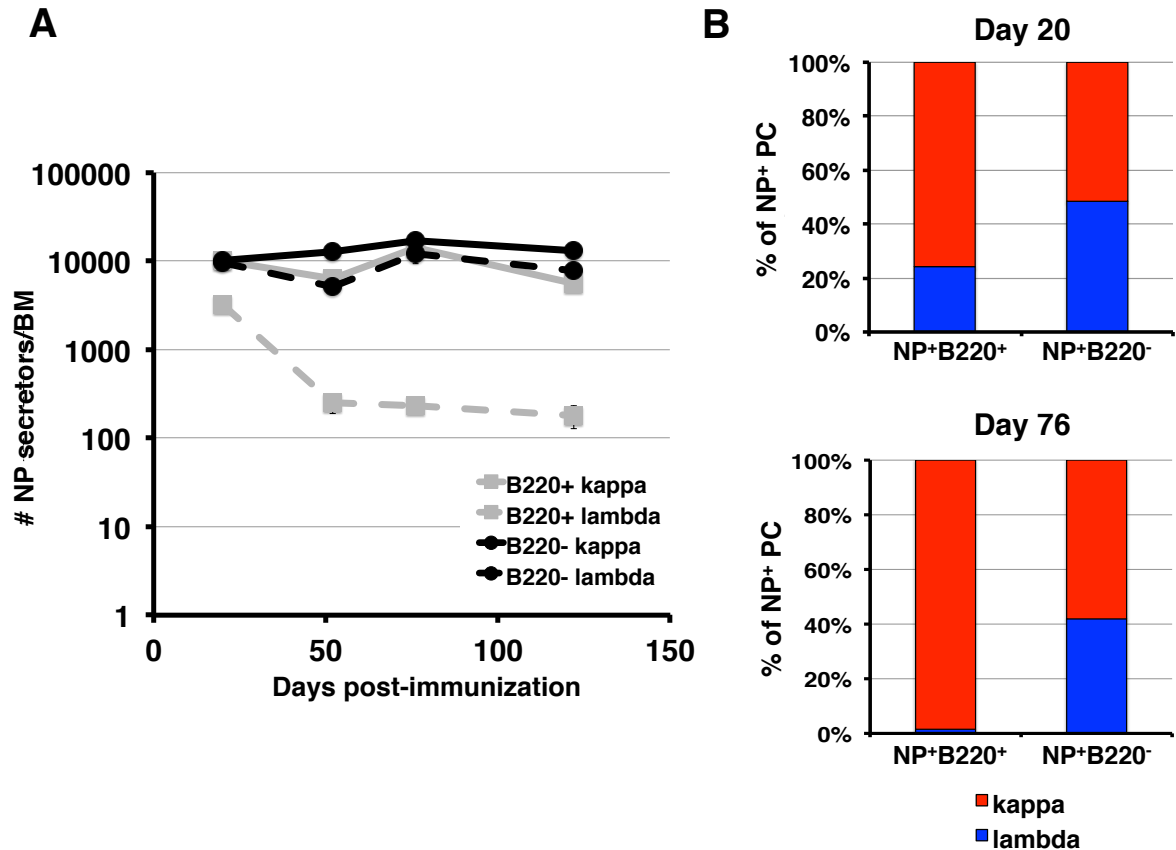 A
# NP secretors/BM
100000
10000
1000
100
10
1
0
50
100
150
Days post-immunization
B220+ kappa
B220+ lambda
B220- kappa
B220- lambda
B
Day 20
% of NP⁺ PC
100%
80%
60%
40%
20%
0%
NP⁺B220⁺
NP⁺B220⁻
Day 76
% of NP⁺ PC
100%
80%
60%
40%
20%
0%
NP⁺B220⁺
NP⁺B220⁻
kappa
lambda